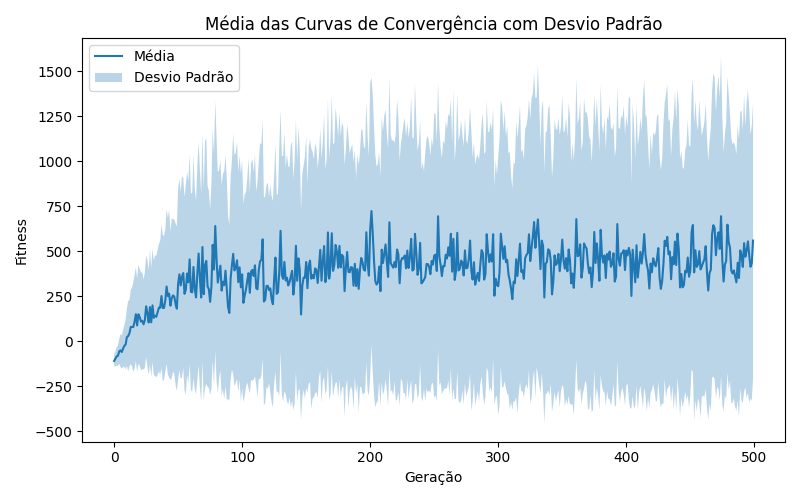 Média das Curvas de Convergência com Desvio Padrão
Média
Desvio Padrão
1500
1250
1000
750
500
250
0
−250
−500
Fitness
0 100 200 300 400 500
Geração